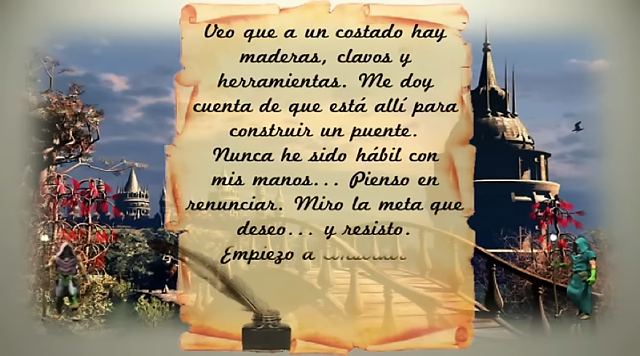 Veo que a un costado hay
maderas, clavos y
herramientas. Me doy
cuenta de que está allí para
construir un puente.
Nunca he sido hábil con
mis manos... Pienso en
renunciar. Miro la meta que
deseo... y resisto.
Empiezo a